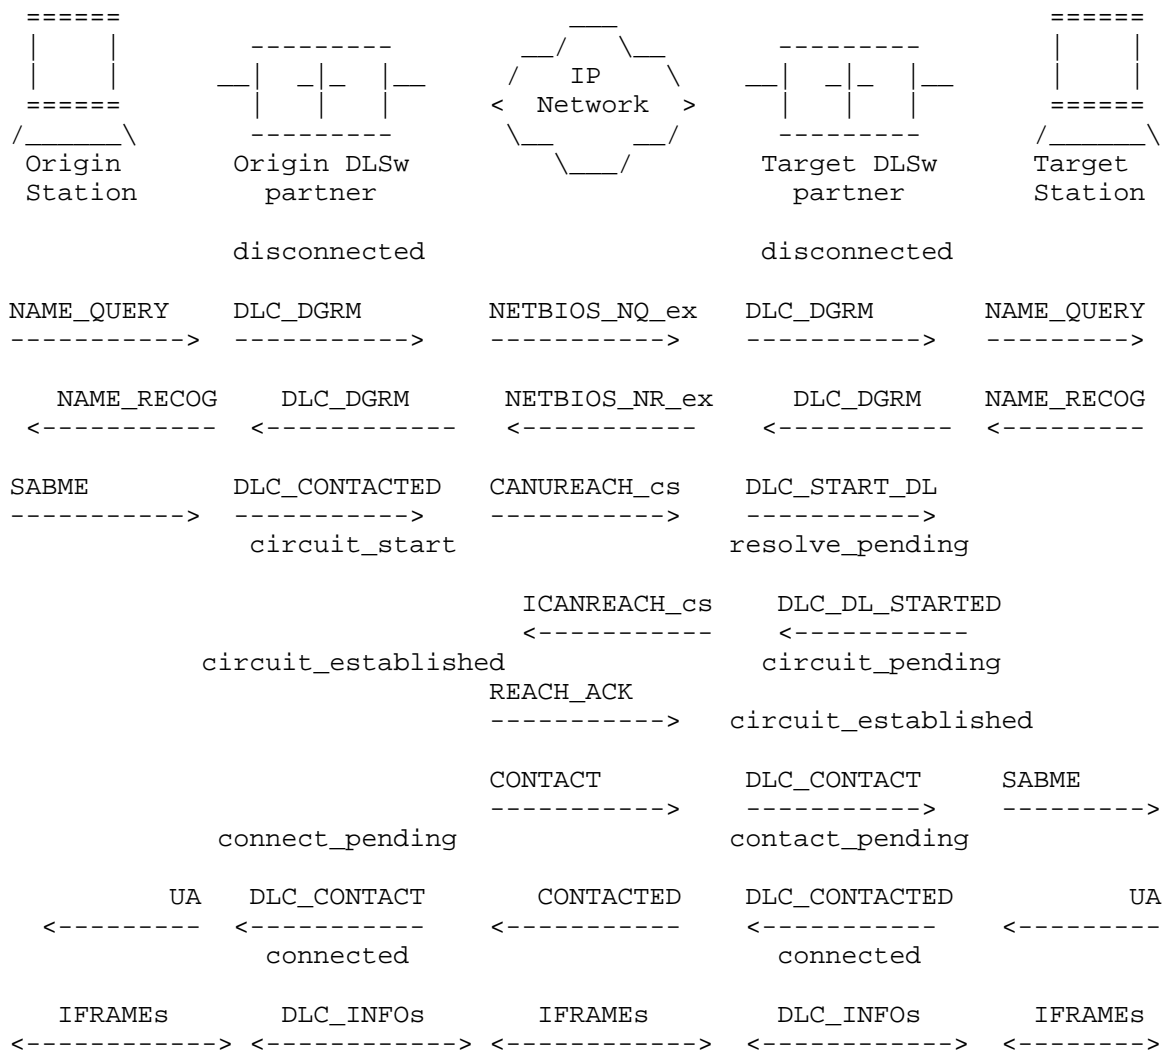 IP
Network
Origin Origin DLSw Target DLSw Target
Station partner partner Station
disconnected disconnected
NAME_QUERY DLC_DGRM NETBIOS_NQ_ex DLC_DGRM NAME_QUERY
-----------> -----------> -----------> -----------> --------->
NAME_RECOG DLC_DGRM NETBIOS_NR_ex DLC_DGRM NAME_RECOG
<----------- <------------ <----------- <----------- <---------
SABME DLC_CONTACTED CANUREACH_cs DLC_START_DL
-----------> -----------> -----------> ----------->
circuit_start resolve_pending
ICANREACH_cs DLC_DL_STARTED
<----------- <-----------
circuit_established circuit_pending
REACH_ACK
-----------> circuit_established
CONTACT DLC_CONTACT SABME
-----------> -----------> --------->
connect_pending contact_pending
UA DLC_CONTACT CONTACTED DLC_CONTACTED UA
<--------- <----------- <----------- <----------- <---------
connected connected
IFRAMEs DLC_INFOs IFRAMEs DLC_INFOs IFRAMEs
<------------> <------------> <------------> <------------> <-------->